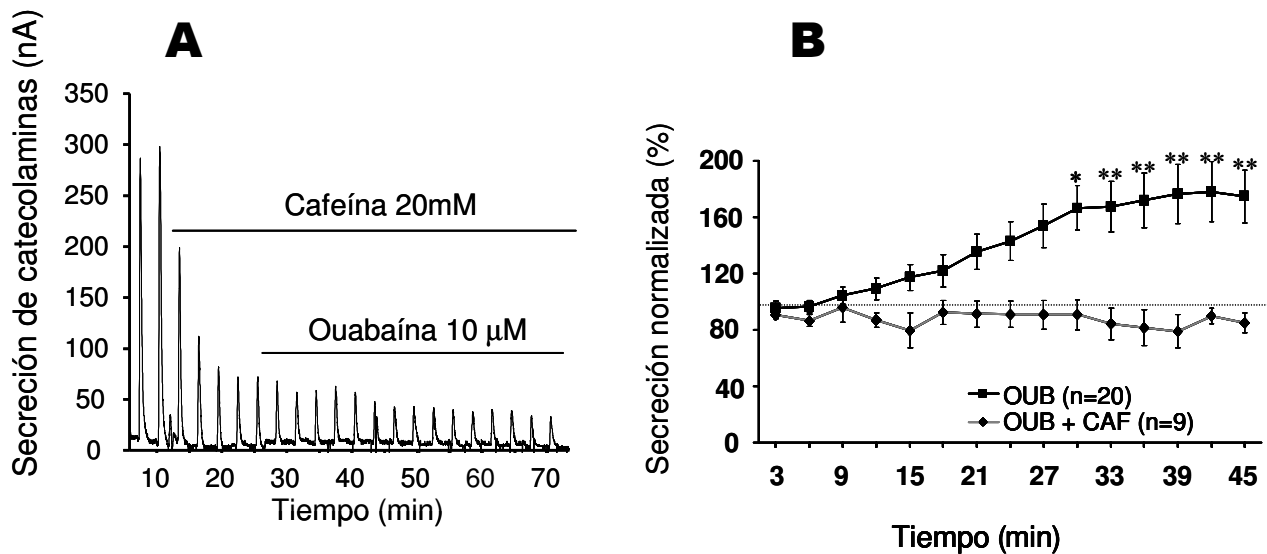 A
Secreción de catecolaminas (nA)
350
300
250
200
150
100
50
0
Cafeína 20mM
Ouabaína 10 μM
10 20 30 40 50 60 70
Tiempo (min)
B
Secreción normalizada (%)
200
160
120
80
40
0
* ** ** ** ** **
OUB (n=20)
OUB + CAF (n=9)
3 9 15 21 27 33 39 45
Tiempo (min)